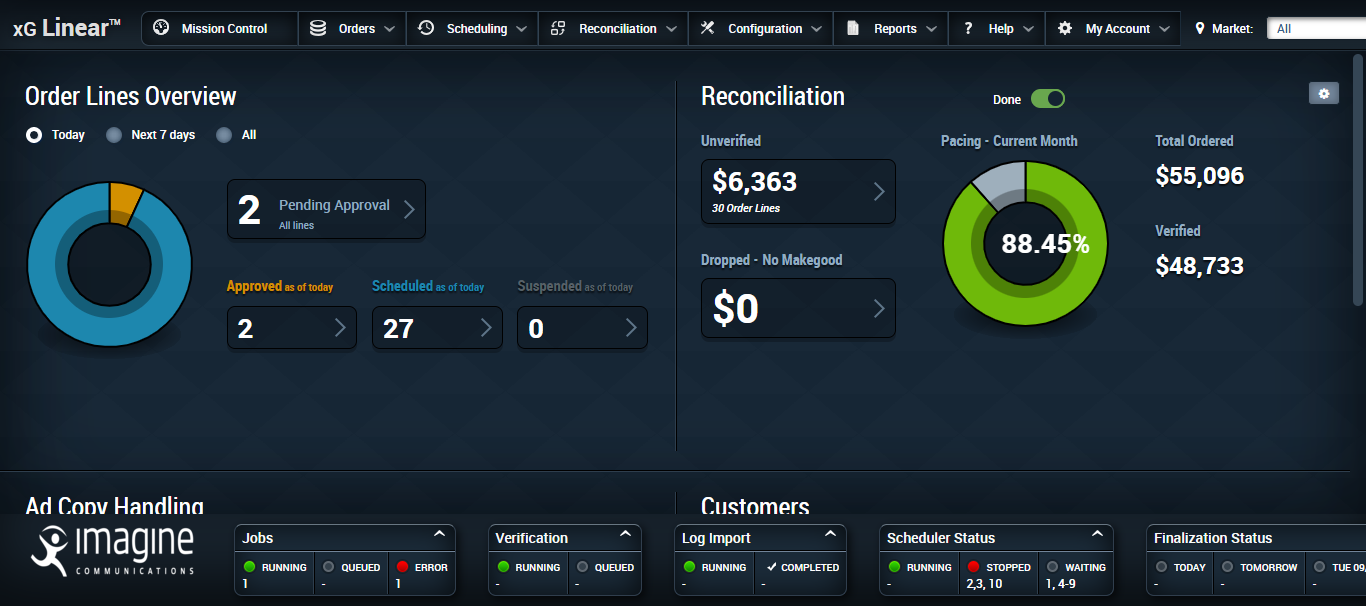 xG Linear™
Mission Control
Orders
Scheduling
Reconciliation
Configuration
Reports
? Help
My Account
Market:
All
Order Lines Overview
Today
Next 7 days
All
2 Pending Approval
All lines
Approved as of today
Scheduled as of today
Suspended as of today
2
27
0
Reconciliation
Done
Unverified
$6,363
30 Order Lines
Dropped - No Makegood
$0
Pacing - Current Month
88.45%
Total Ordered
$55,096
Verified
$48,733
Ad Copy Handling
Customers
imagine
COMMUNICATIONS
Jobs
RUNNING
1
QUEUED
-
ERROR
1
Verification
RUNNING
-
QUEUED
-
Log Import
RUNNING
-
COMPLETED
-
Scheduler Status
RUNNING
-
STOPPED
2,3, 10
WAITING
1, 4-9
Finalization Status
TODAY
-
TOMORROW
-
TUE 09,
-